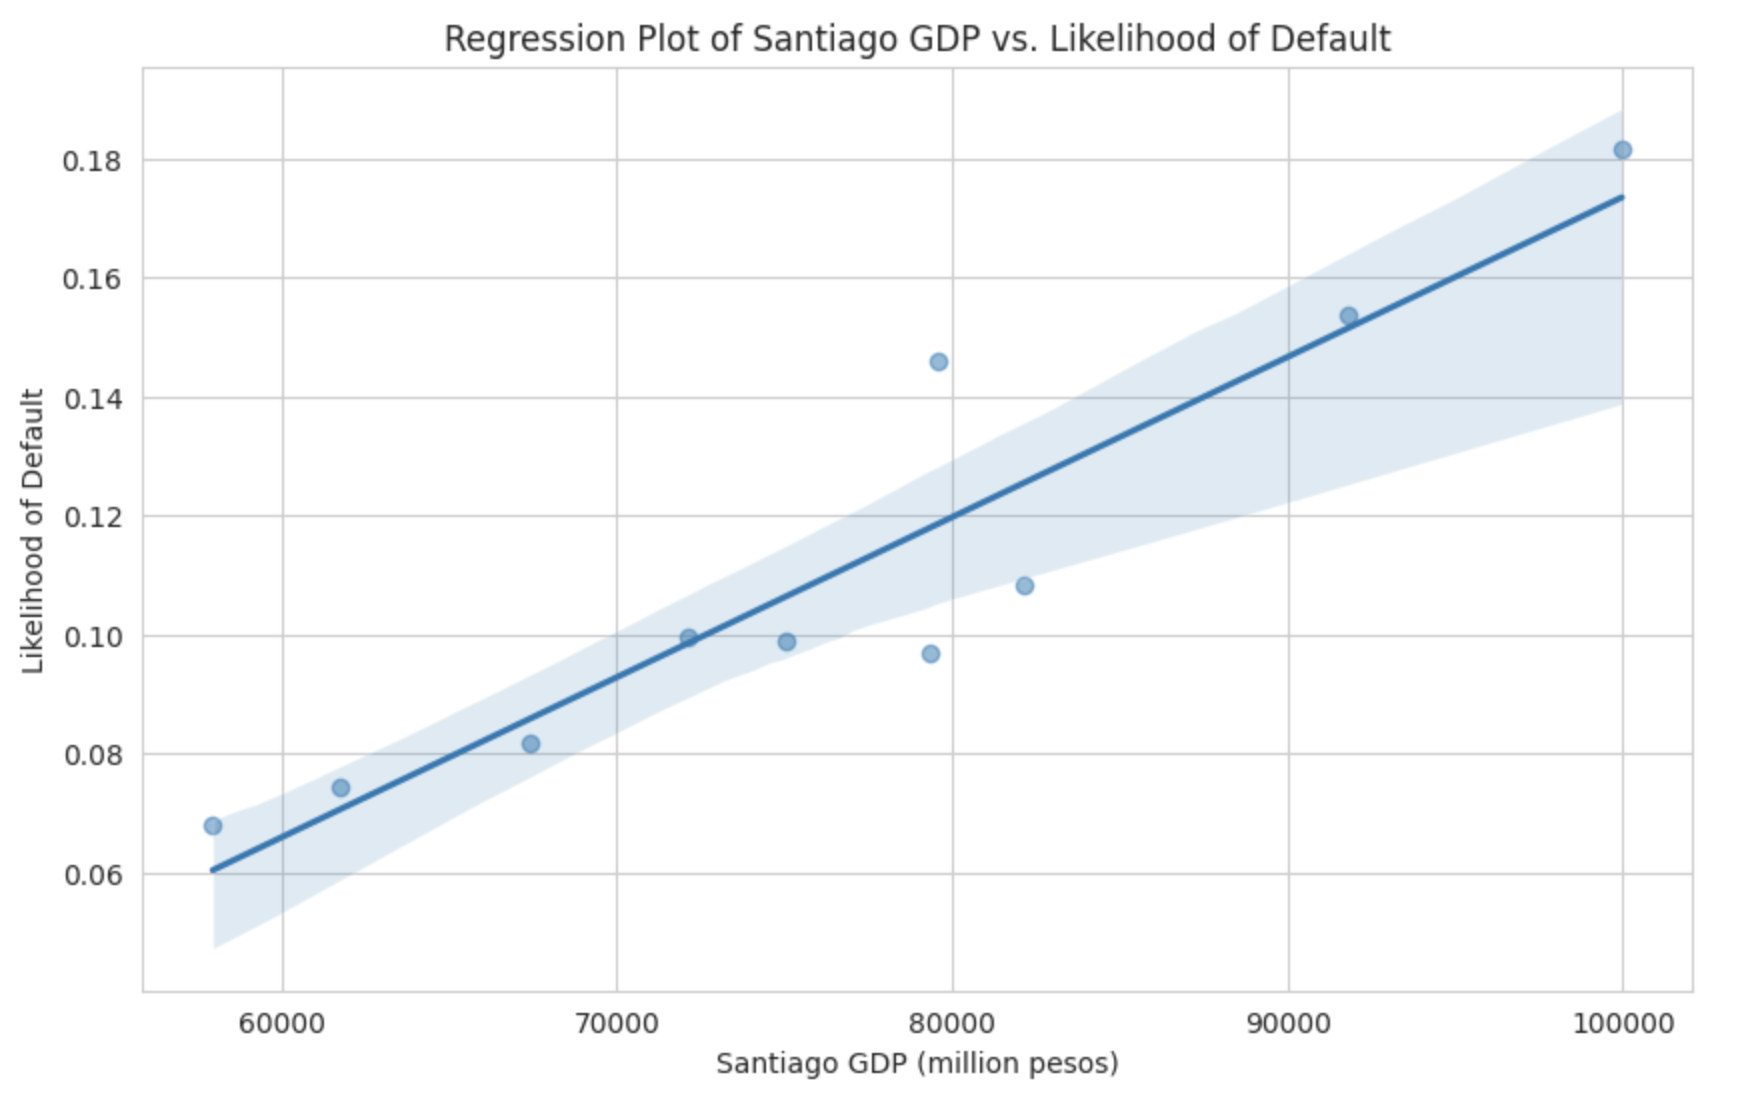 Regression Plot of Santiago GDP vs. Likelihood of Default
Likelihood of Default
0.18
0.16
0.14
0.12
0.10
0.08
0.06
60000 70000 80000 90000 100000
Santiago GDP (million pesos)